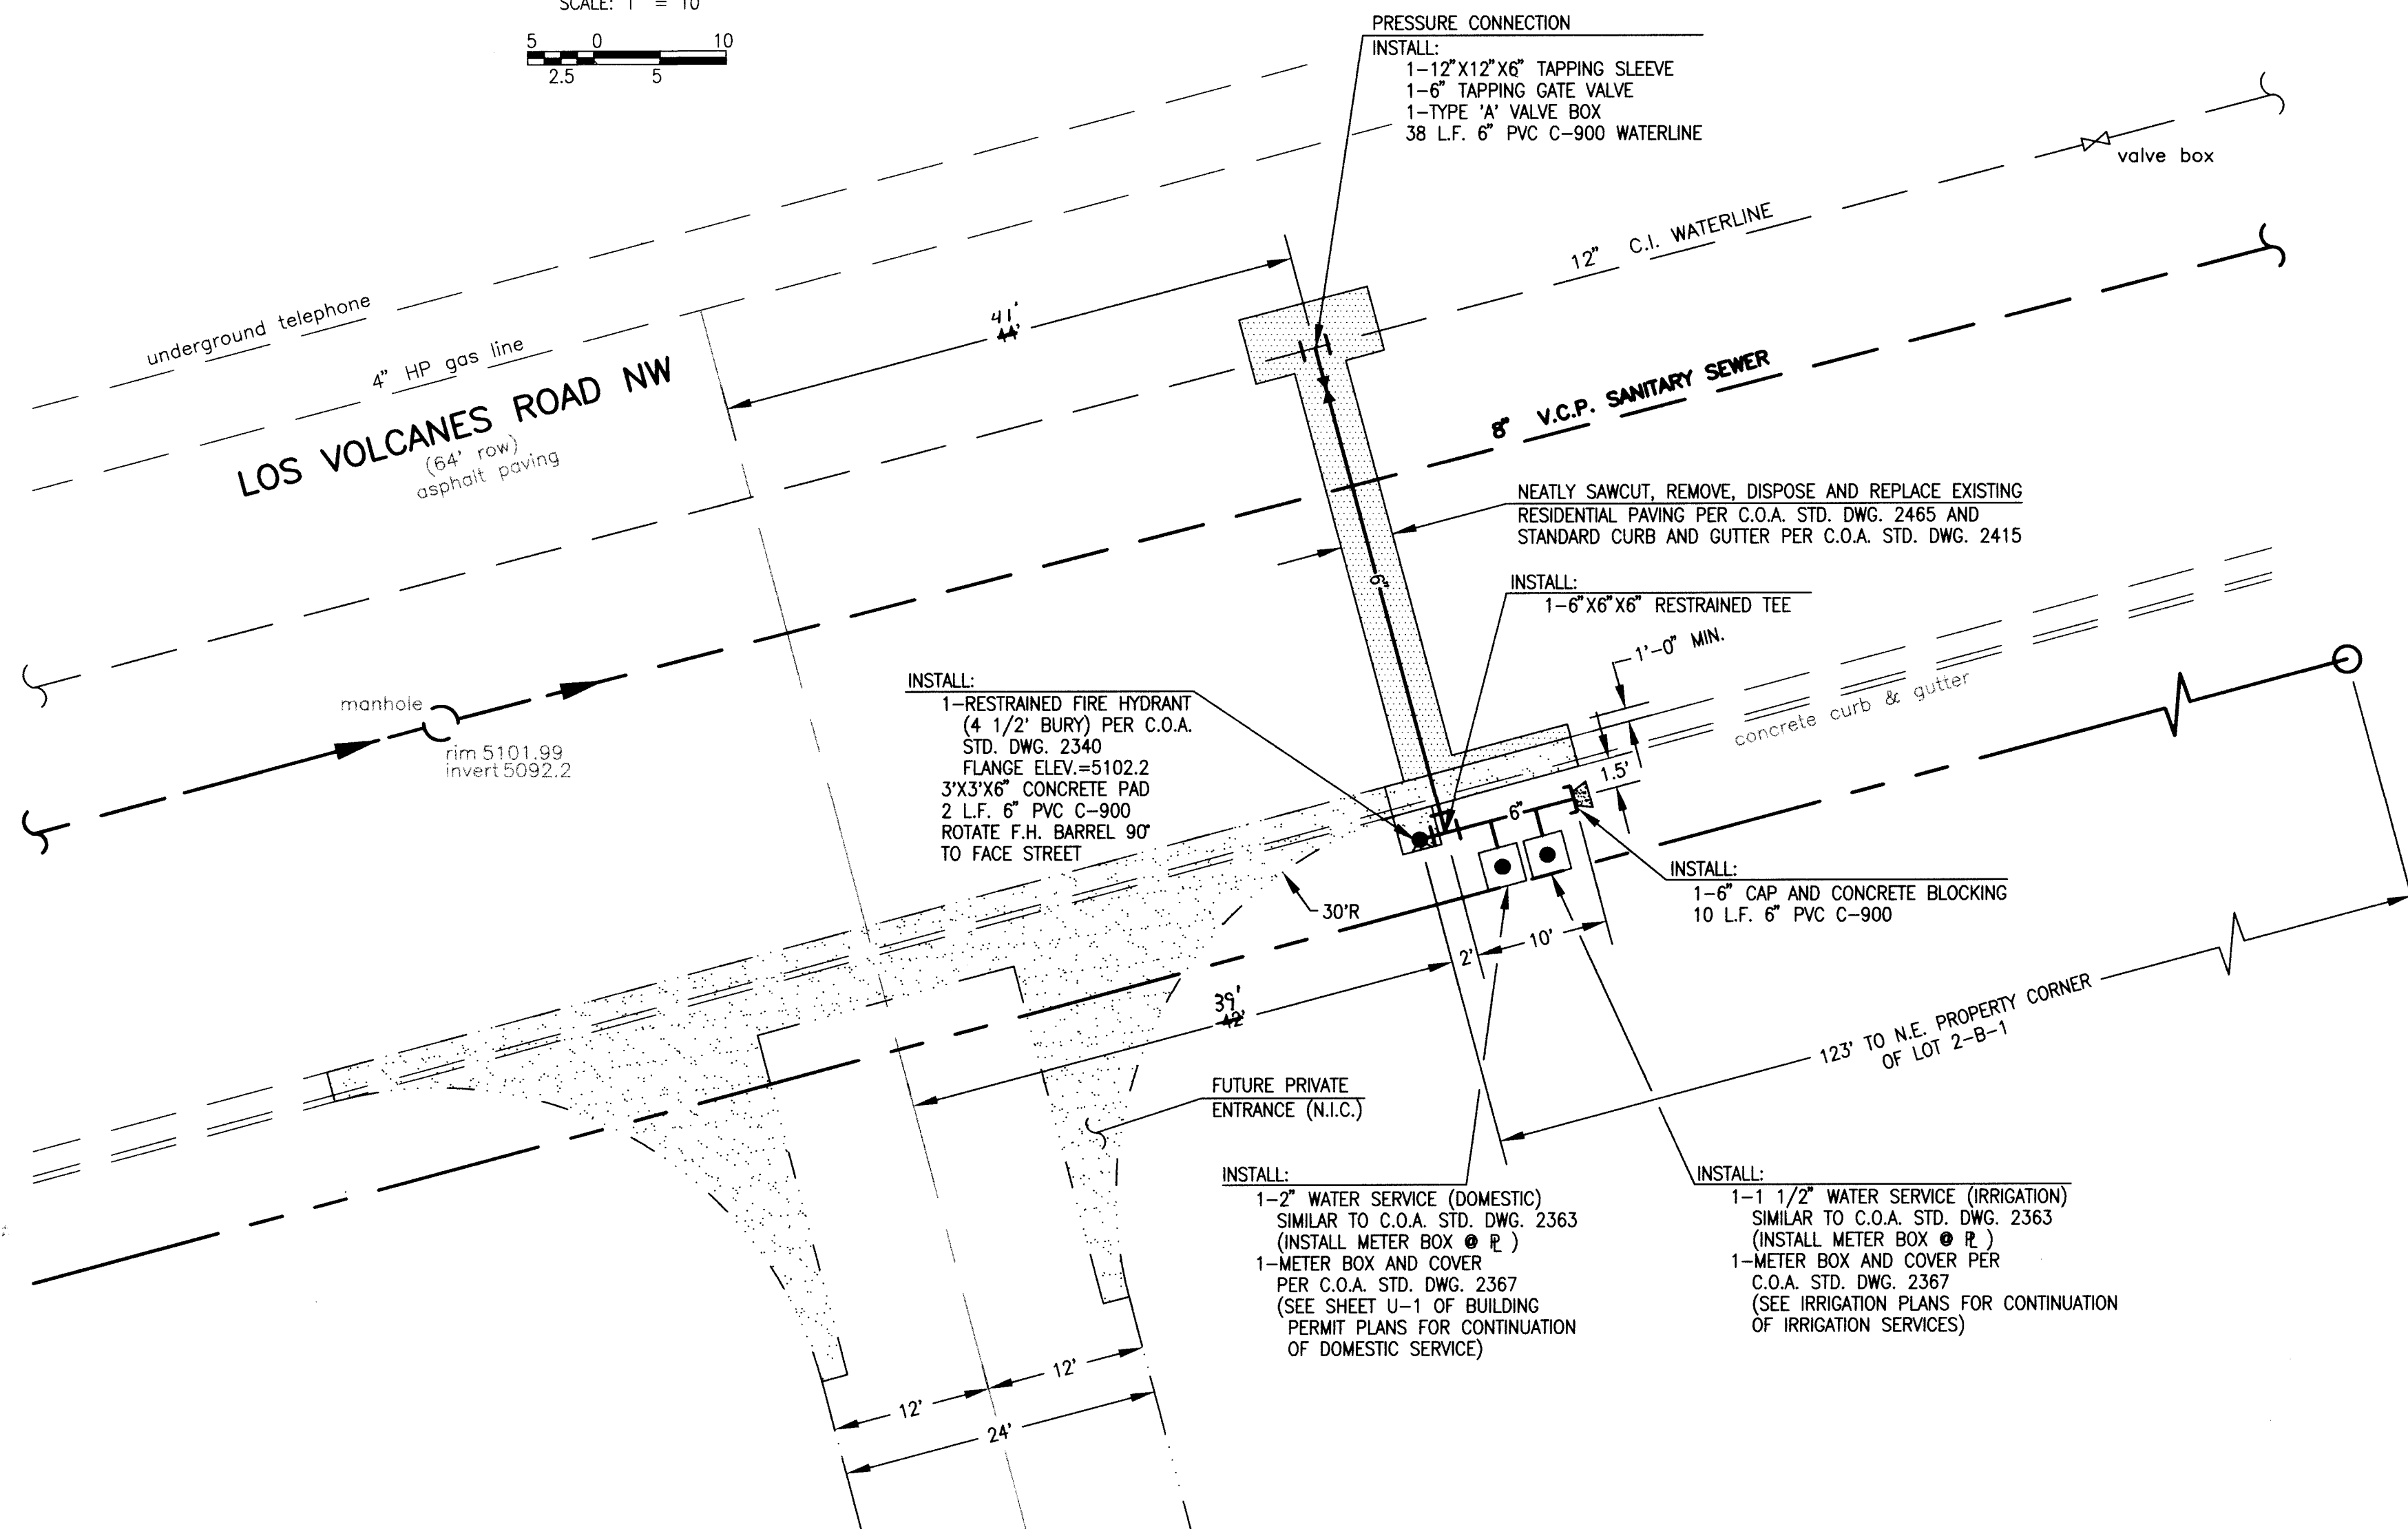 SCALE: 1" = 10'
5 0 10
2.5 5
PRESSURE CONNECTION
INSTALL:
1-12"X12"X6" TAPPING SLEEVE
1-6" TAPPING GATE VALVE
1-TYPE 'A' VALVE BOX
38 L.F. 6" PVC C-900 WATERLINE
valve box
12" C.I. WATERLINE
underground telephone
4" HP gas line
LOS VOLCANES ROAD NW
(64' row)
asphalt paving
41'
44'
8" V.C.P. SANITARY SEWER
NEATLY SAWCUT, REMOVE, DISPOSE AND REPLACE EXISTING
RESIDENTIAL PAVING PER C.O.A. STD. DWG. 2465 AND
STANDARD CURB AND GUTTER PER C.O.A. STD. DWG. 2415
6"
INSTALL:
1-6"X6"X6" RESTRAINED TEE
1'-0" MIN.
concrete curb & gutter
manhole
rim 5101.99
invert 5092.2
INSTALL:
1-RESTRAINED FIRE HYDRANT
(4 1/2' BURY) PER C.O.A.
STD. DWG. 2340
FLANGE ELEV.=5102.2
3'X3'X6" CONCRETE PAD
2 L.F. 6" PVC C-900
ROTATE F.H. BARREL 90°
TO FACE STREET
1.5'
6"
INSTALL:
1-6" CAP AND CONCRETE BLOCKING
10 L.F. 6" PVC C-900
30'R
2'
10'
39'
42'
123' TO N.E. PROPERTY CORNER
OF LOT 2-B-1
FUTURE PRIVATE
ENTRANCE (N.I.C.)
INSTALL:
1-2" WATER SERVICE (DOMESTIC)
SIMILAR TO C.O.A. STD. DWG. 2363
(INSTALL METER BOX @ PL )
1-METER BOX AND COVER
PER C.O.A. STD. DWG. 2367
(SEE SHEET U-1 OF BUILDING
PERMIT PLANS FOR CONTINUATION
OF DOMESTIC SERVICE)
INSTALL:
1-1 1/2" WATER SERVICE (IRRIGATION)
SIMILAR TO C.O.A. STD. DWG. 2363
(INSTALL METER BOX @ PL )
1-METER BOX AND COVER PER
C.O.A. STD. DWG. 2367
(SEE IRRIGATION PLANS FOR CONTINUATION
OF IRRIGATION SERVICES)
12'
12'
24'